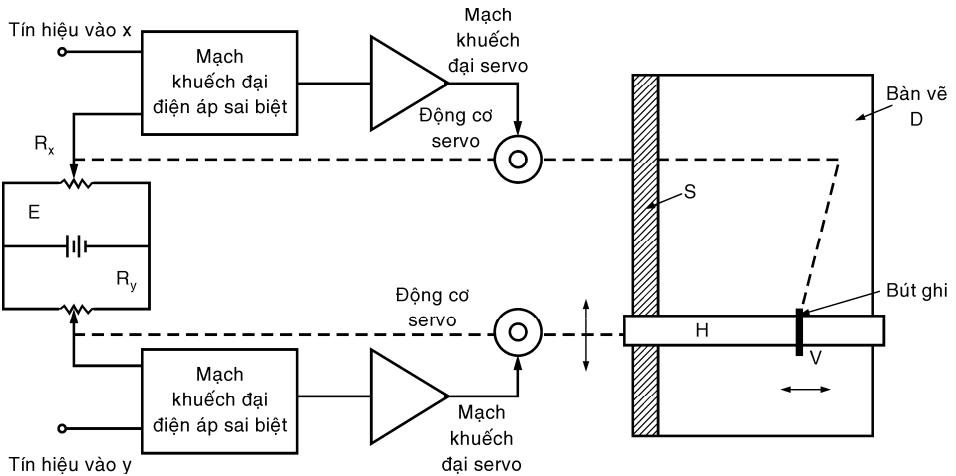 Tín hiệu vào x
Mạch
khuếch đại
điện áp sai biệt
Mạch
khuếch
đại servo
Động cơ
servo
Bàn vẽ
D
R_x
E
S
R_y
Động cơ
servo
Bút ghi
H
V
Mạch
khuếch đại
điện áp sai biệt
Mạch
khuếch
đại servo
Tín hiệu vào y